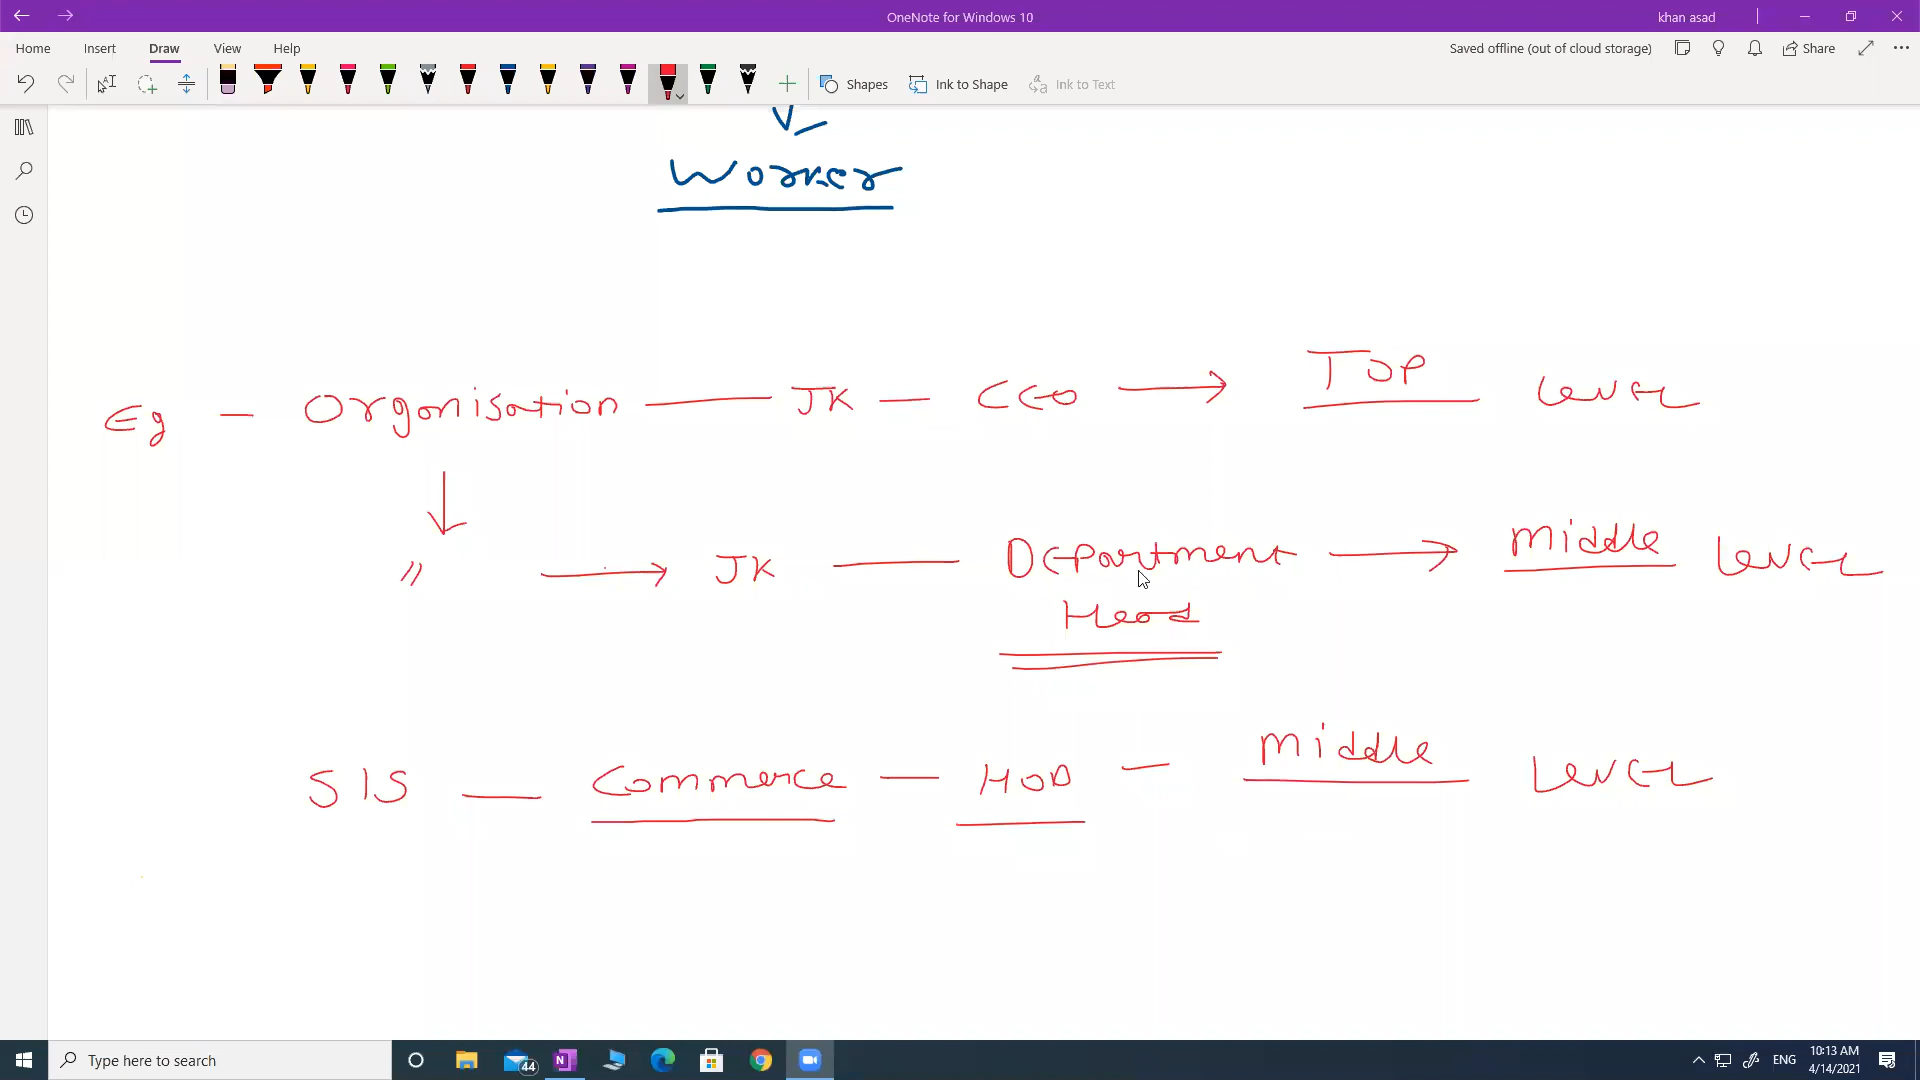 OneNote for Windows 10
khan asad
Home Insert Draw View Help
Saved offline (out of cloud storage)
Share
Shapes
Ink to Shape
Ink to Text
Worker
Eg - Organisation — JK — CEO → TOP Level
↓
" → JK — Department → Middle Level
Head
SIS — Commerce — HOD - Middle Level
Type here to search
44
ENG
10:13 AM
4/14/2021